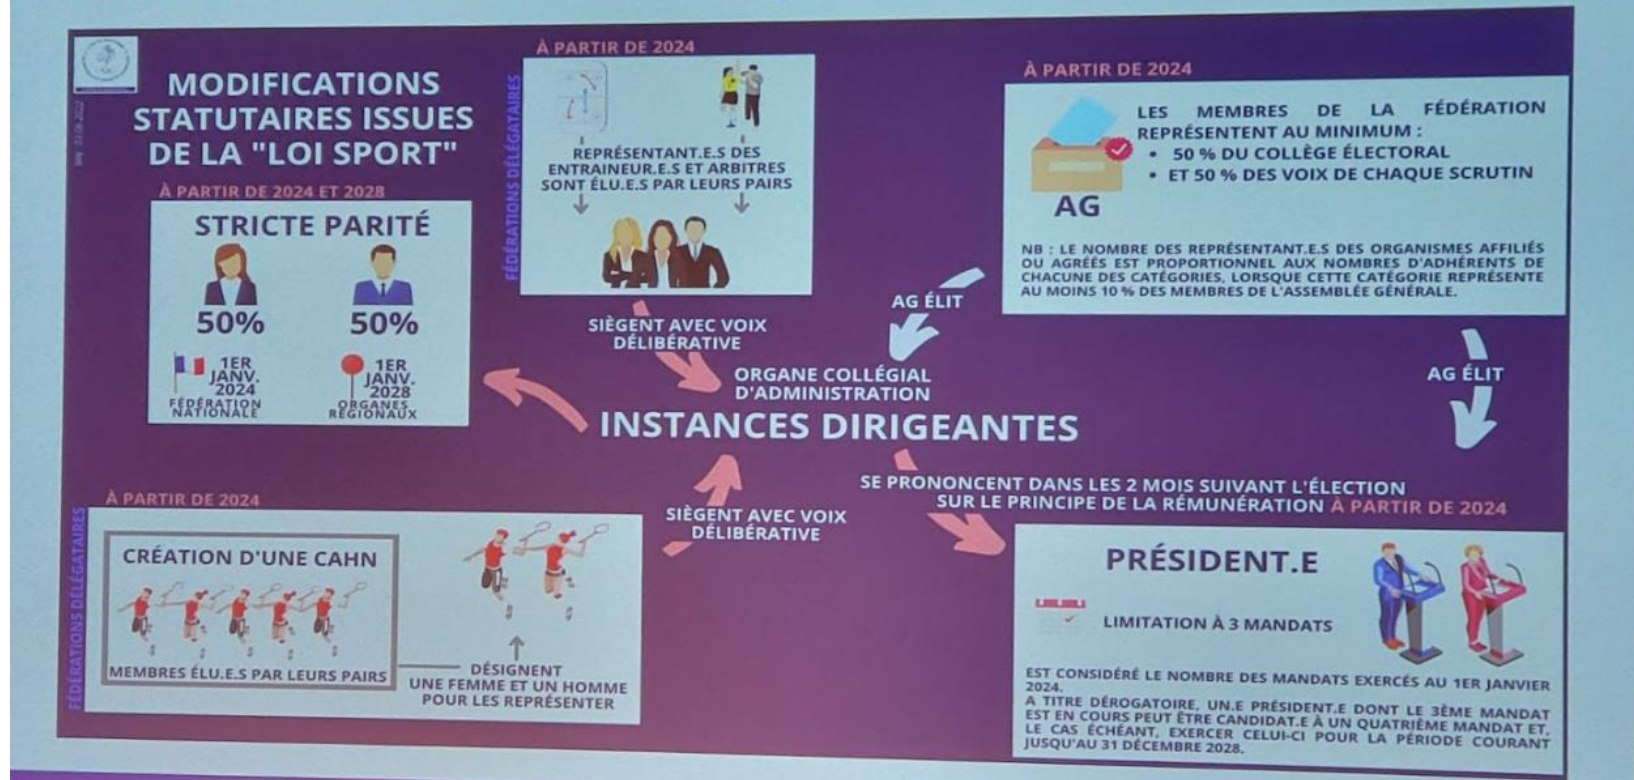 MODIFICATIONS
STATUTAIRES ISSUES
DE LA "LOI SPORT"
À PARTIR DE 2024 ET 2028
STRICTE PARITÉ
50%
50%
1ER
JANV.
2024
FÉDÉRATION
NATIONALE
1ER
JANV.
2028
ORGANES
RÉGIONAUX
À PARTIR DE 2024
FÉDÉRATIONS DÉLÉGATAIRES
REPRÉSENTANT.E.S DES
ENTRAINEUR.E.S ET ARBITRES
SONT ÉLU.E.S PAR LEURS PAIRS
SIÈGENT AVEC VOIX
DÉLIBÉRATIVE
À PARTIR DE 2024
LES MEMBRES DE LA FÉDÉRATION
REPRÉSENTENT AU MINIMUM :
• 50 % DU COLLÈGE ÉLECTORAL
• ET 50 % DES VOIX DE CHAQUE SCRUTIN
AG
NB : LE NOMBRE DES REPRÉSENTANT.E.S DES ORGANISMES AFFILIÉS
OU AGRÉÉS EST PROPORTIONNEL AUX NOMBRES D'ADHÉRENTS DE
CHACUNE DES CATÉGORIES, LORSQUE CETTE CATÉGORIE REPRÉSENTE
AU MOINS 10 % DES MEMBRES DE L'ASSEMBLÉE GÉNÉRALE.
AG ÉLIT
AG ÉLIT
ORGANE COLLÉGIAL
D'ADMINISTRATION
INSTANCES DIRIGEANTES
SE PRONONCENT DANS LES 2 MOIS SUIVANT L'ÉLECTION
SUR LE PRINCIPE DE LA RÉMUNÉRATION À PARTIR DE 2024
À PARTIR DE 2024
FÉDÉRATIONS DÉLÉGATAIRES
CRÉATION D'UNE CAHN
MEMBRES ÉLU.E.S PAR LEURS PAIRS
DÉSIGNENT
UNE FEMME ET UN HOMME
POUR LES REPRÉSENTER
SIÈGENT AVEC VOIX
DÉLIBÉRATIVE
PRÉSIDENT.E
LIMITATION À 3 MANDATS
EST CONSIDÉRÉ LE NOMBRE DES MANDATS EXERCÉS AU 1ER JANVIER
2024.
A TITRE DÉROGATOIRE, UN.E PRÉSIDENT.E DONT LE 3ÈME MANDAT
EST EN COURS PEUT ÊTRE CANDIDAT.E À UN QUATRIÈME MANDAT ET,
LE CAS ÉCHÉANT, EXERCER CELUI-CI POUR LA PÉRIODE COURANT
JUSQU'AU 31 DÉCEMBRE 2028.